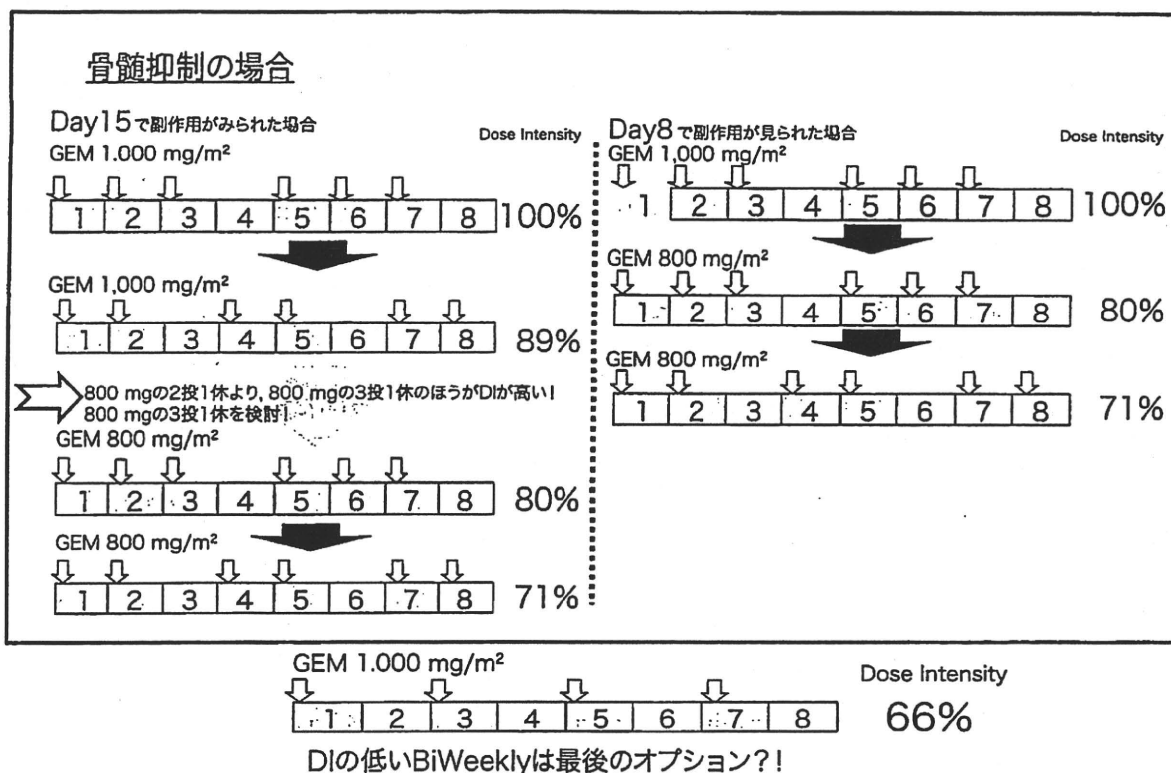 骨髄抑制の場合
Day15で副作用がみられた場合
Dose Intensity
GEM 1.000 mg/m²
1 2 3 4 5 6 7 8 100%
GEM 1,000 mg/m²
1 2 3 4 5 6 7 8 89%
800 mgの2投1休より, 800 mgの3投1休のほうがDIが高い!
800 mgの3投1休を検討!
GEM 800 mg/m²
1 2 3 4 5 6 7 8 80%
GEM 800 mg/m²
1 2 3 4 5 6 7 8 71%
Day8で副作用が見られた場合
Dose Intensity
GEM 1,000 mg/m²
1 2 3 4 5 6 7 8 100%
GEM 800 mg/m²
1 2 3 4 5 6 7 8 80%
GEM 800 mg/m²
1 2 3 4 5 6 7 8 71%
GEM 1.000 mg/m²
Dose Intensity
1 2 3 4 5 6 7 8 66%
DIの低いBiWeeklyは最後のオプション?!